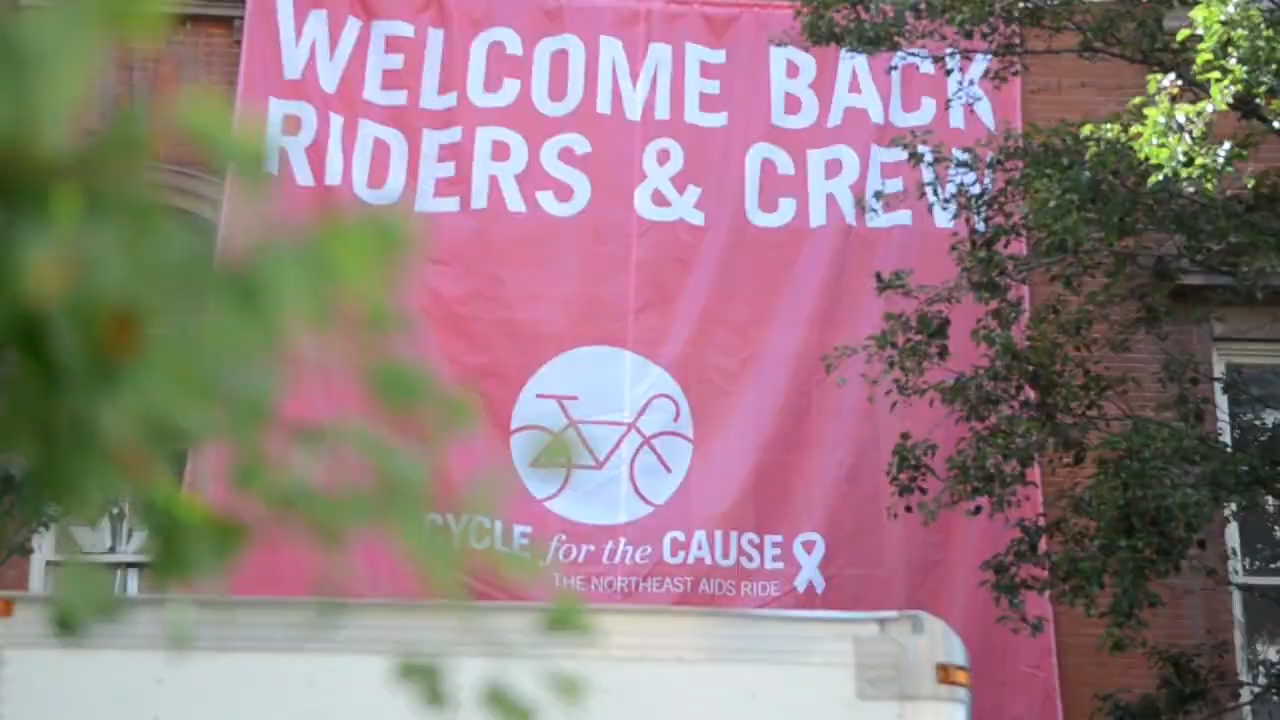 WELCOME BACK
RIDERS & CREW
CYCLE for the CAUSE
THE NORTHEAST AIDS RIDE